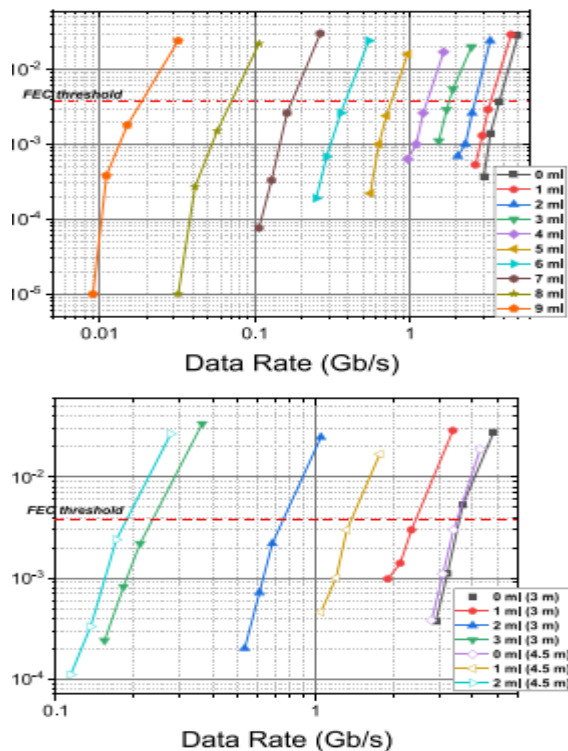 10⁻²
FEC threshold
10⁻³
10⁻⁴
10⁻⁵
0 ml
1 ml
2 ml
3 ml
4 ml
5 ml
6 ml
7 ml
8 ml
9 ml
0.01 0.1 1
Data Rate (Gb/s)
10⁻²
FEC threshold
10⁻³
10⁻⁴
0 ml (3 m)
1 ml (3 m)
2 ml (3 m)
3 ml (3 m)
0 ml (4.5 m)
1 ml (4.5 m)
2 ml (4.5 m)
0.1 1
Data Rate (Gb/s)